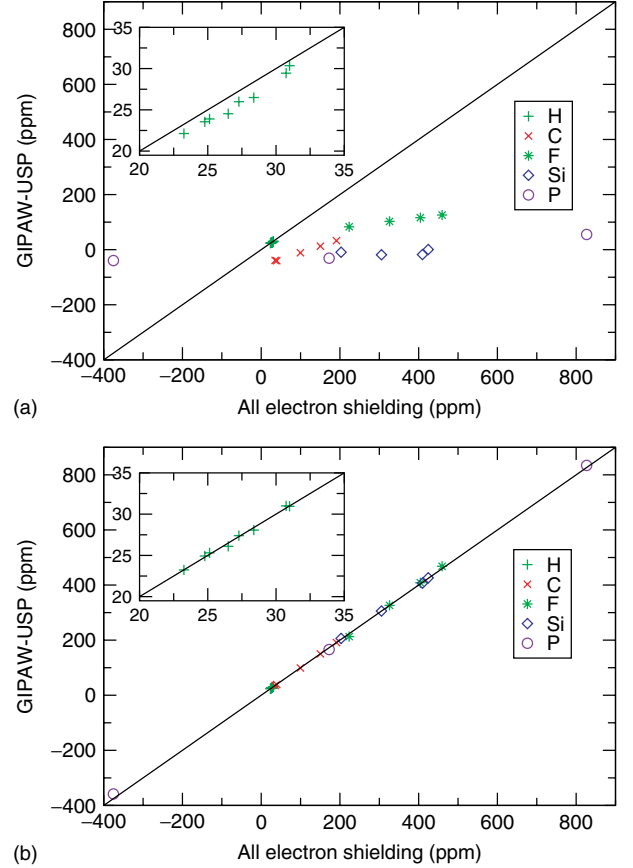 800
600
400
200
0
−200
−400
GIPAW-USP (ppm)
35
30
25
20
20 25 30 35
H
C
F
Si
P
−400 −200 0 200 400 600 800
(a) All electron shielding (ppm)
800
600
400
200
0
−200
−400
GIPAW-USP (ppm)
35
30
25
20
20 25 30 35
H
C
F
Si
P
−400 −200 0 200 400 600 800
(b) All electron shielding (ppm)